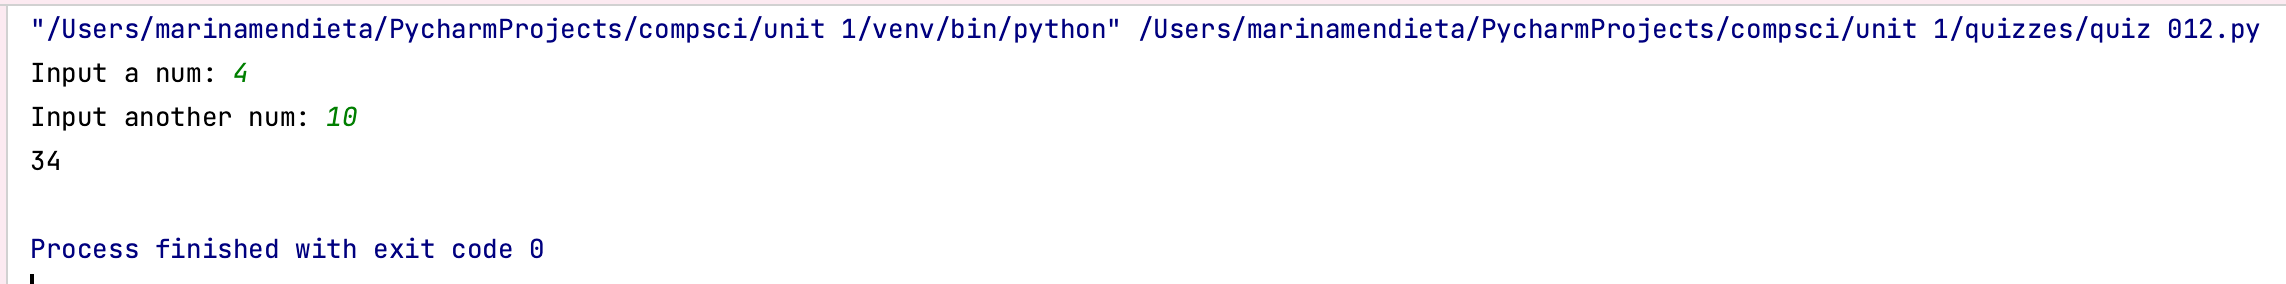 "/Users/marinamendieta/PycharmProjects/compsci/unit 1/venv/bin/python" /Users/marinamendieta/PycharmProjects/compsci/unit 1/quizzes/quiz 012.py
Input a num: 4
Input another num: 10
34
Process finished with exit code 0